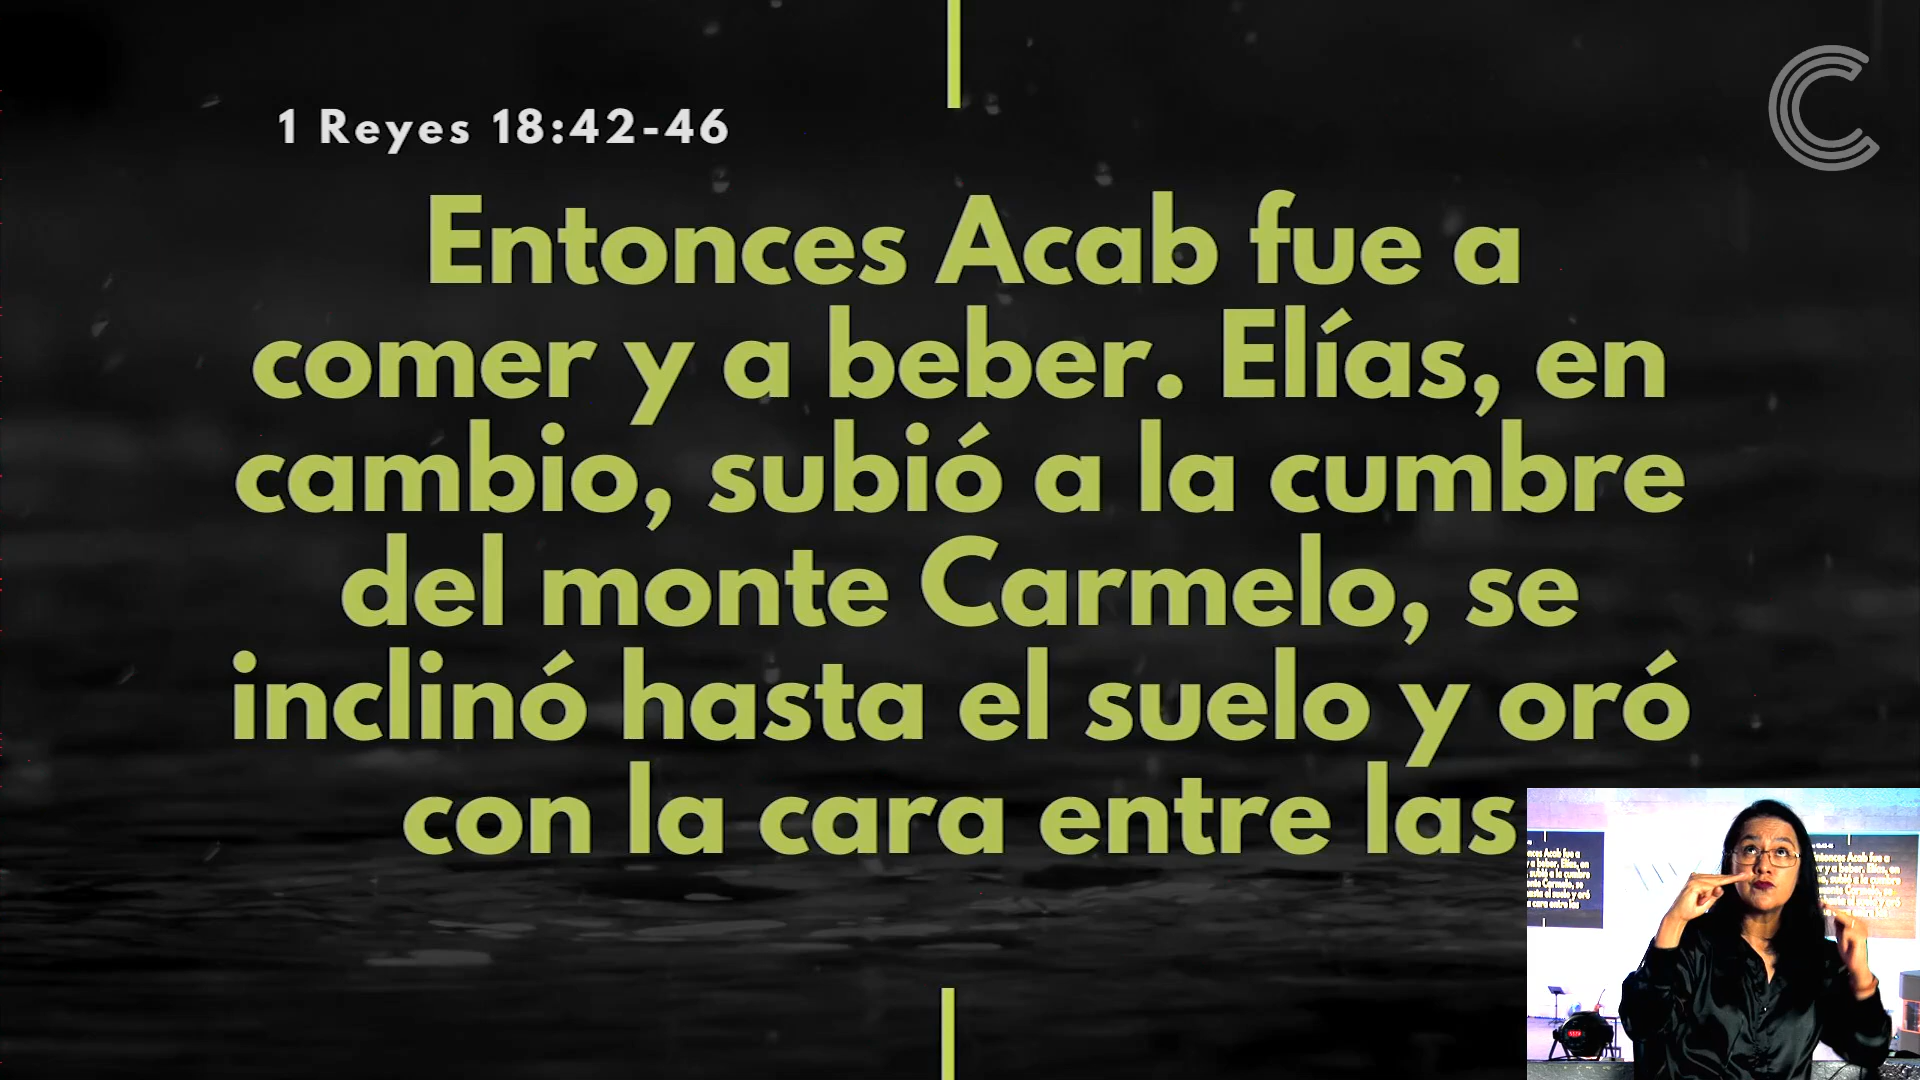 1 Reyes 18:42-46
Entonces Acab fue a
comer y a beber. Elías, en
cambio, subió a la cumbre
del monte Carmelo, se
inclinó hasta el suelo y oró
con la cara entre las